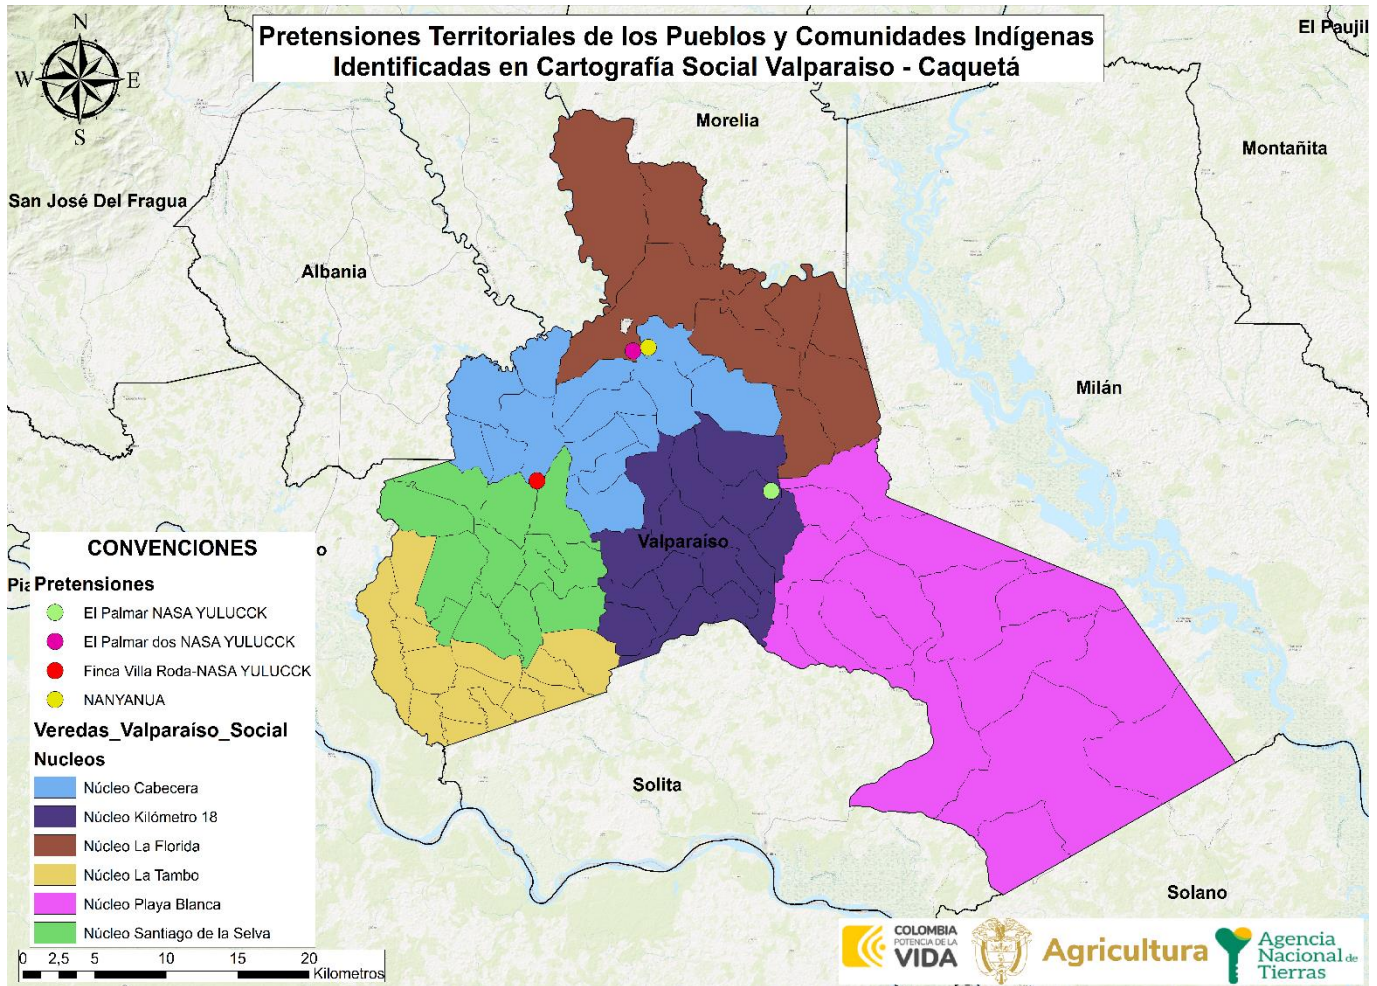 Pretensiones Territoriales de los Pueblos y Comunidades Indígenas
Identificadas en Cartografía Social Valparaiso - Caquetá
N
W
E
S
El Paujil
Morelia
Montañita
San José Del Fragua
Albania
Milán
Valparaíso
Solita
Solano
o
Pia
CONVENCIONES
Pretensiones
El Palmar NASA YULUCCK
El Palmar dos NASA YULUCCK
Finca Villa Roda-NASA YULUCCK
NANYANUA
Veredas_Valparaíso_Social
Nucleos
Núcleo Cabecera
Núcleo Kilómetro 18
Núcleo La Florida
Núcleo La Tambo
Núcleo Playa Blanca
Núcleo Santiago de la Selva
0 2,5 5 10 15 20
Kilometros
COLOMBIA
POTENCIA DE LA
VIDA
Agricultura
Agencia
Nacional de
Tierras